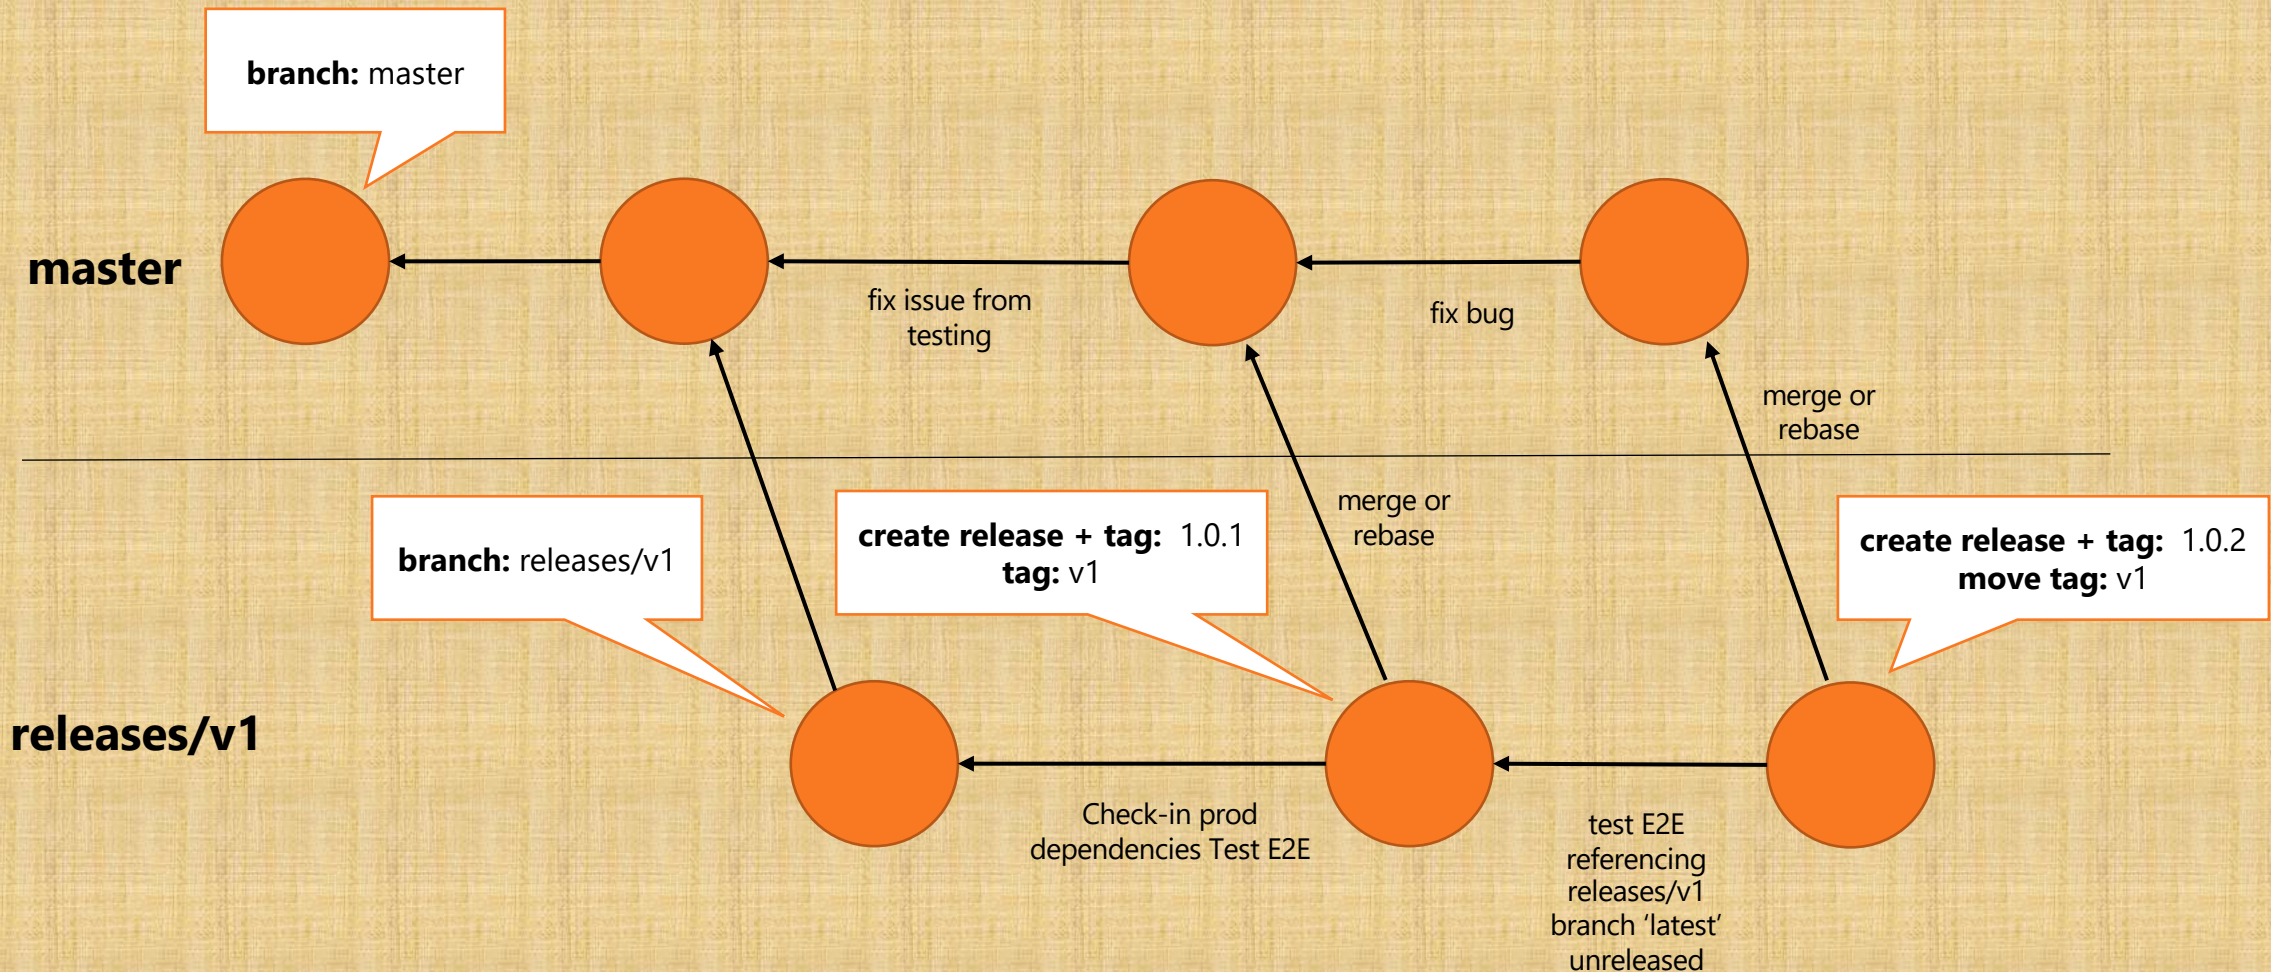 branch: master
master
fix issue from
testing
fix bug
merge or
rebase
branch: releases/v1
create release + tag:  1.0.1
tag: v1
merge or
rebase
create release + tag:  1.0.2
move tag: v1
releases/v1
Check-in prod
dependencies Test E2E
test E2E
referencing
releases/v1
branch ‘latest’
unreleased